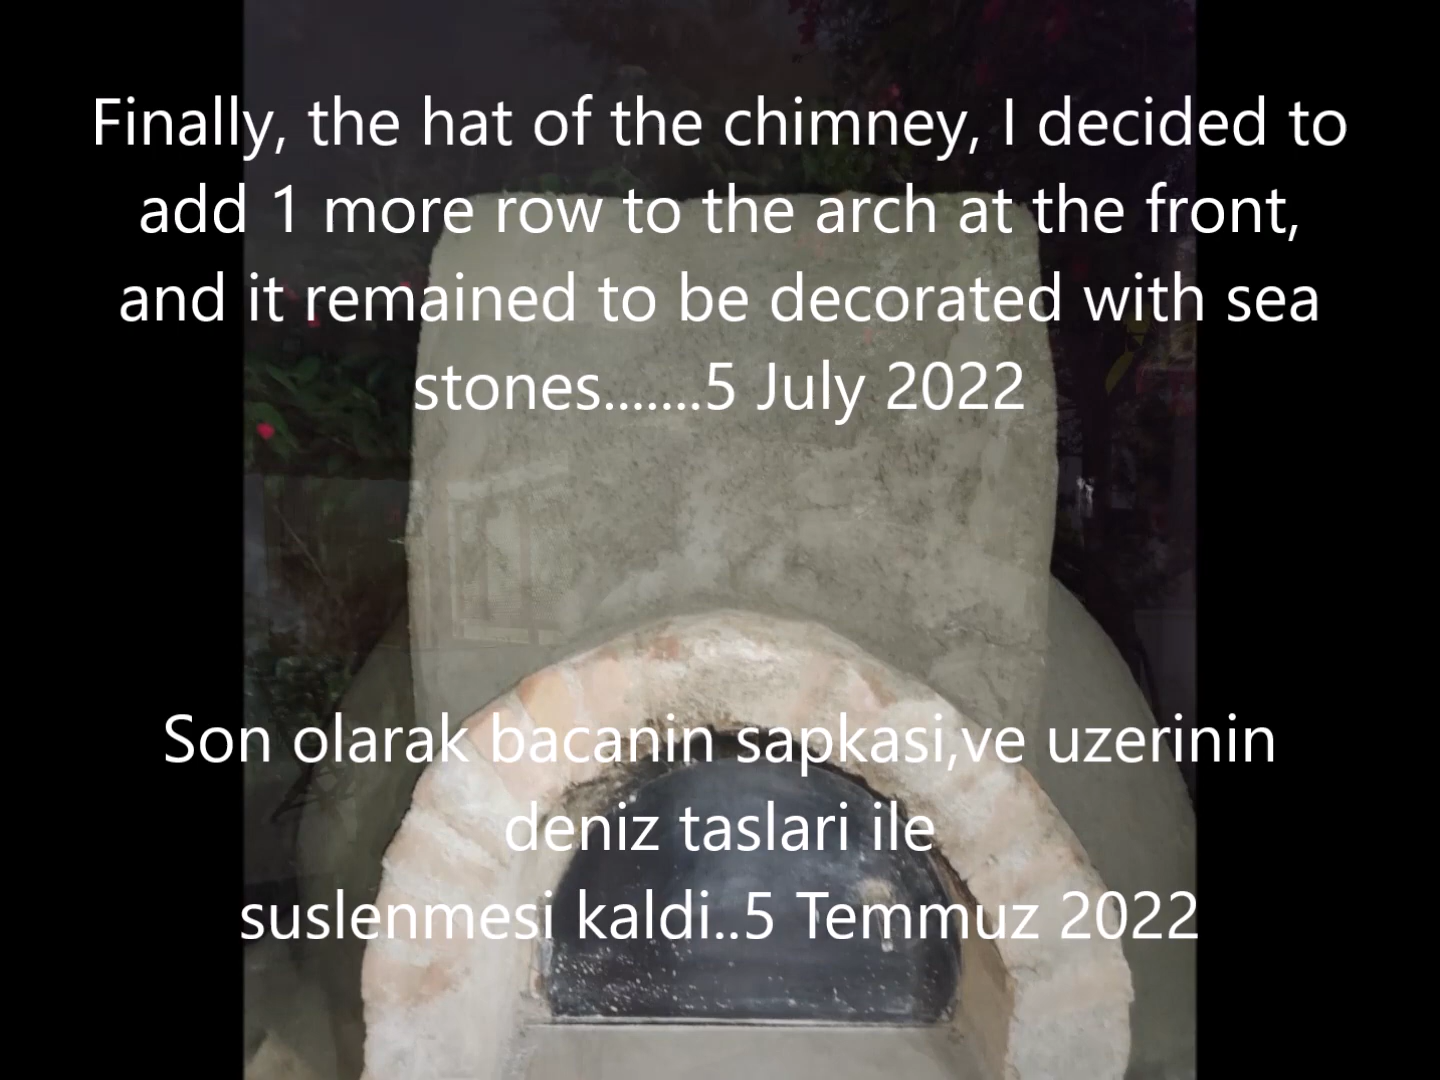 Finally, the hat of the chimney, I decided to
add 1 more row to the arch at the front,
and it remained to be decorated with sea
stones.......5 July 2022
Son olarak bacanin sapkasi,ve uzerinin
deniz taslari ile
suslenmesi kaldi..5 Temmuz 2022